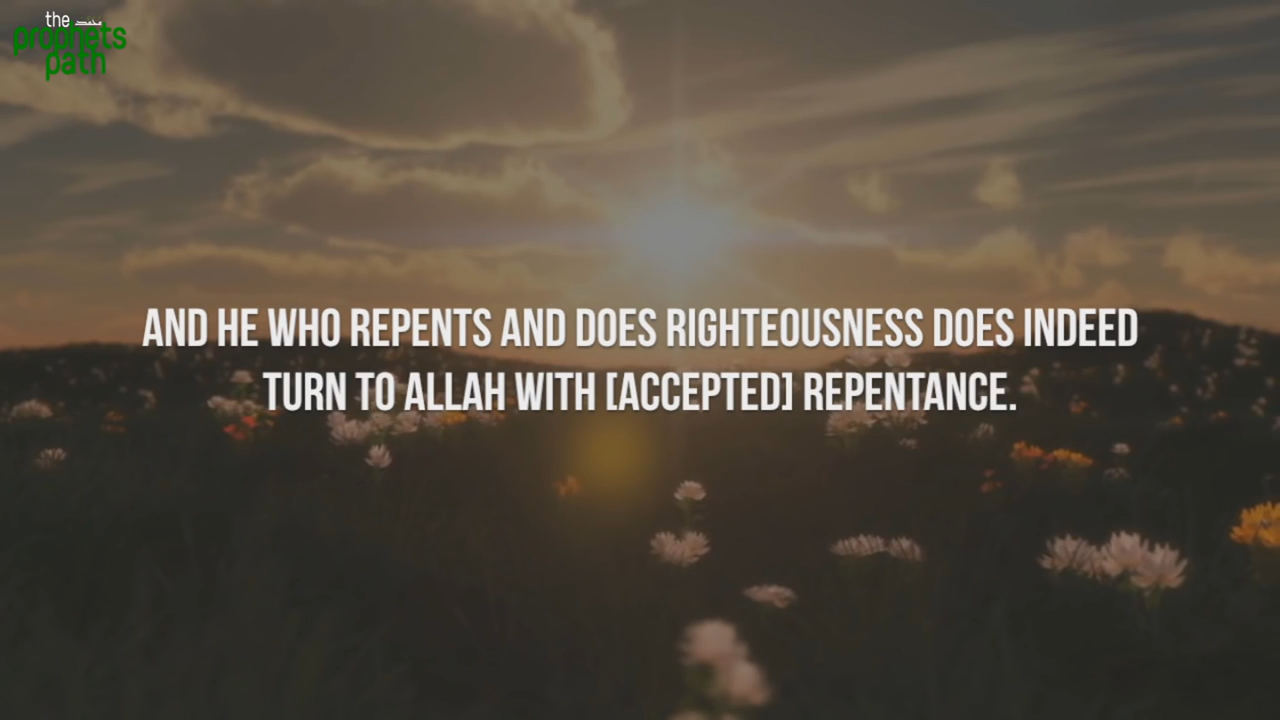 the
prophets
path
AND HE WHO REPENTS AND DOES RIGHTEOUSNESS DOES INDEED
TURN TO ALLAH WITH [ACCEPTED] REPENTANCE.